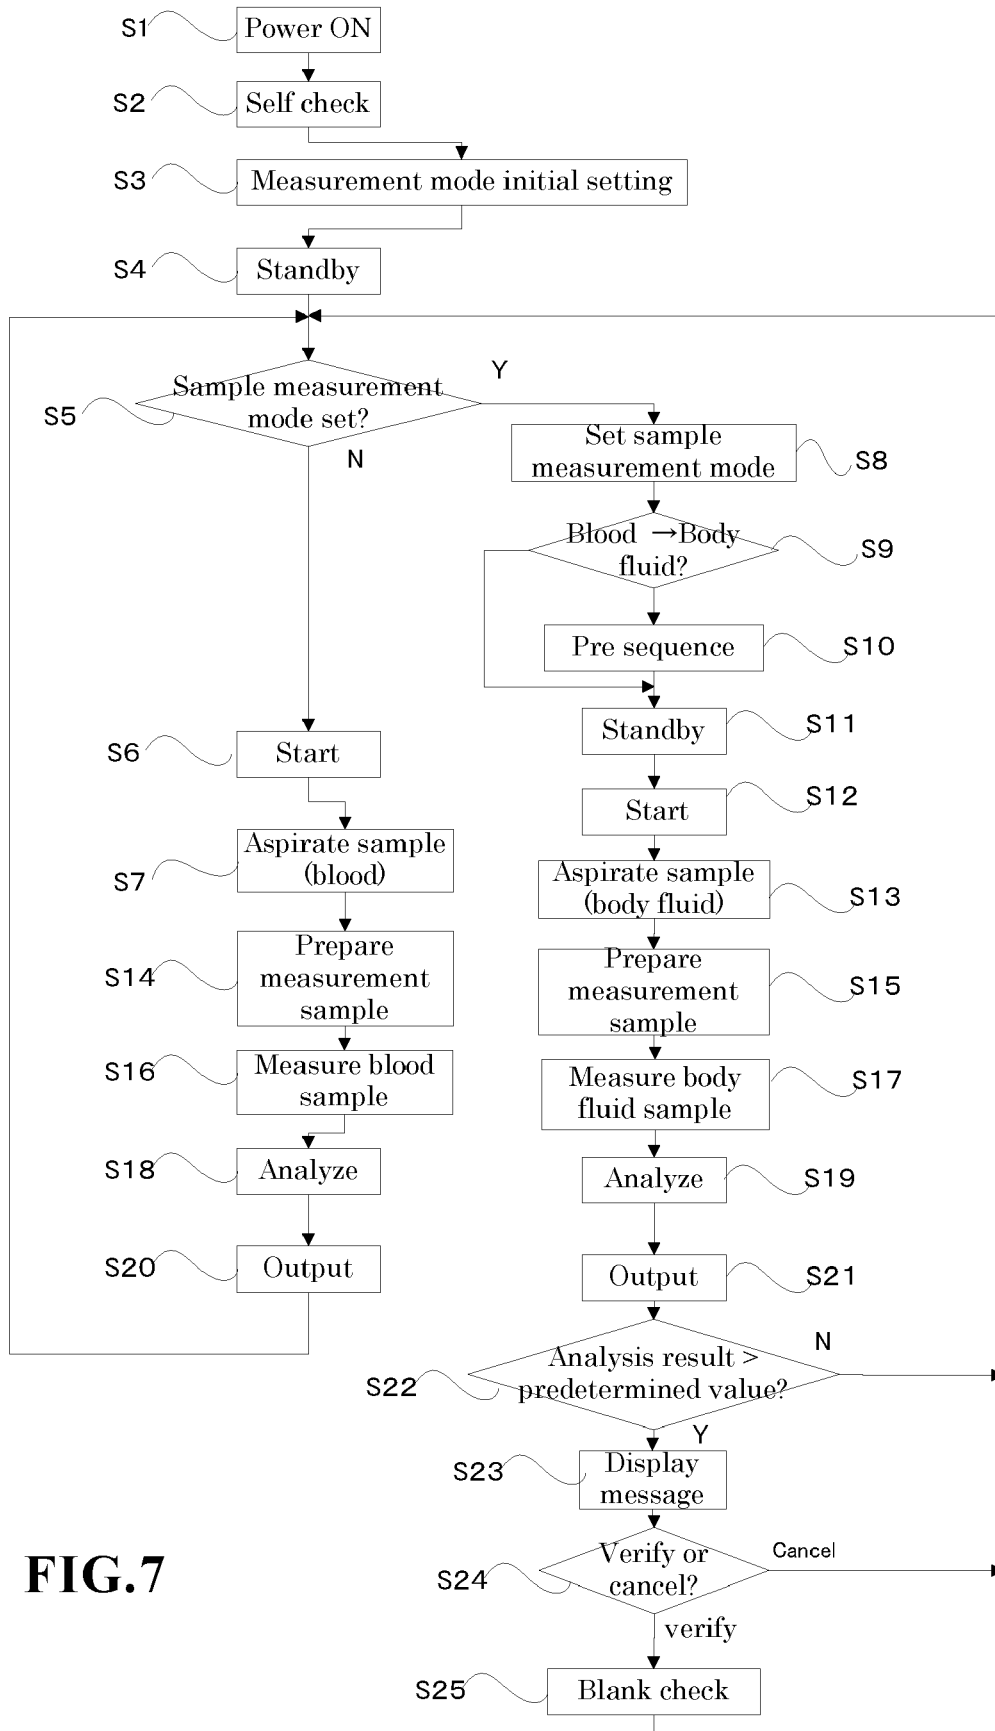 S1
Power ON
S2
Self check
S3
Measurement mode initial setting
S4
Standby
Sample measurement
mode set?
S5
Y
N
Set sample
measurement mode
S8
Blood →Body
fluid?
S9
Pre sequence
S10
Standby
S11
S6
Start
Start
S12
S7
Aspirate sample
(blood)
Aspirate sample
(body fluid)
S13
S14
Prepare
measurement
sample
Prepare
measurement
sample
S15
S16
Measure blood
sample
Measure body
fluid sample
S17
S18
Analyze
Analyze
S19
S20
Output
Output
S21
Analysis result >
predetermined value?
S22
N
Y
S23
Display
message
Verify or
cancel?
S24
Cancel
verify
S25
Blank check
FIG.7